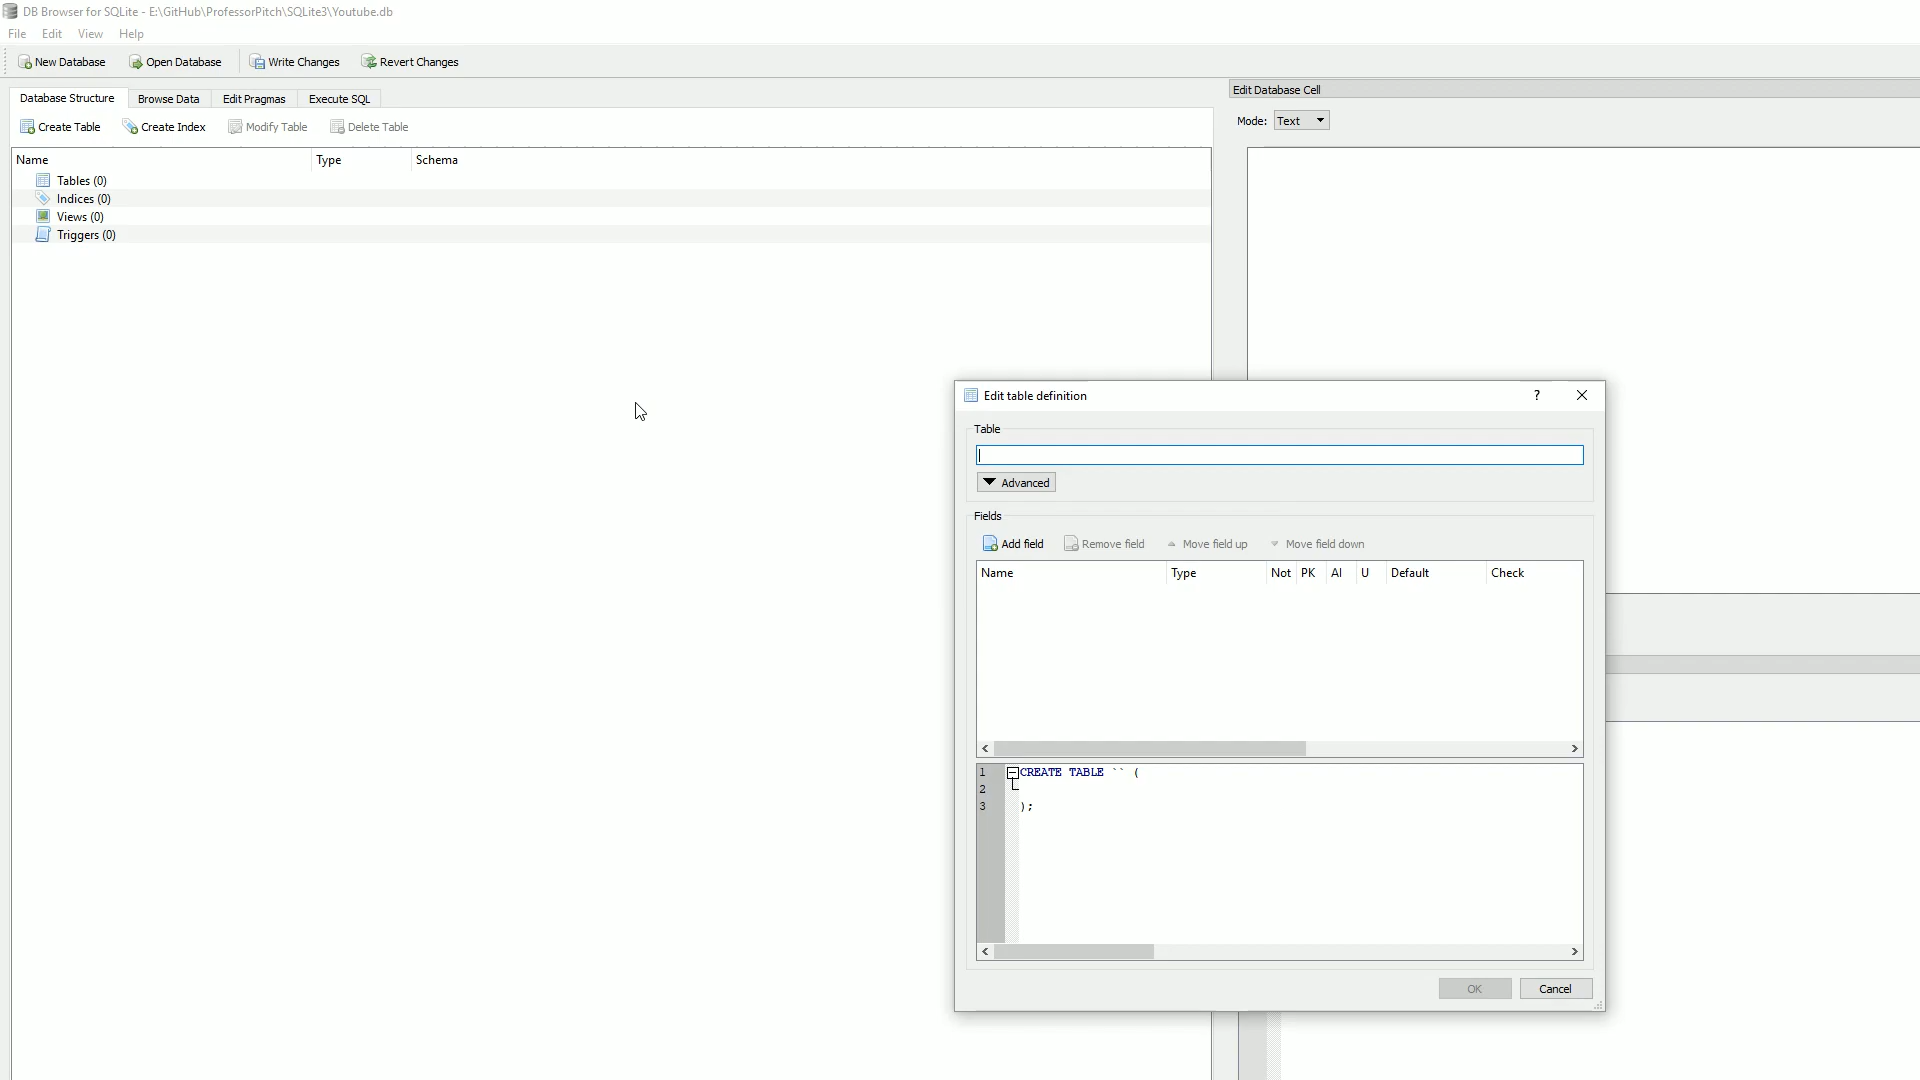 DB Browser for SQLite - E:\GitHub\ProfessorPitch\SQLite3\Youtube.db
File Edit View Help
New Database Open Database Write Changes Revert Changes
Database Structure Browse Data Edit Pragmas Execute SQL
Create Table Create Index Modify Table Delete Table
Name Type Schema
Tables (0)
Indices (0)
Views (0)
Triggers (0)
Edit Database Cell
Mode: Text
Edit table definition ?
Table
Advanced
Fields
Add field Remove field Move field up Move field down
Name Type Not PK AI U Default Check
1 CREATE TABLE `` (
2
3 );
OK Cancel